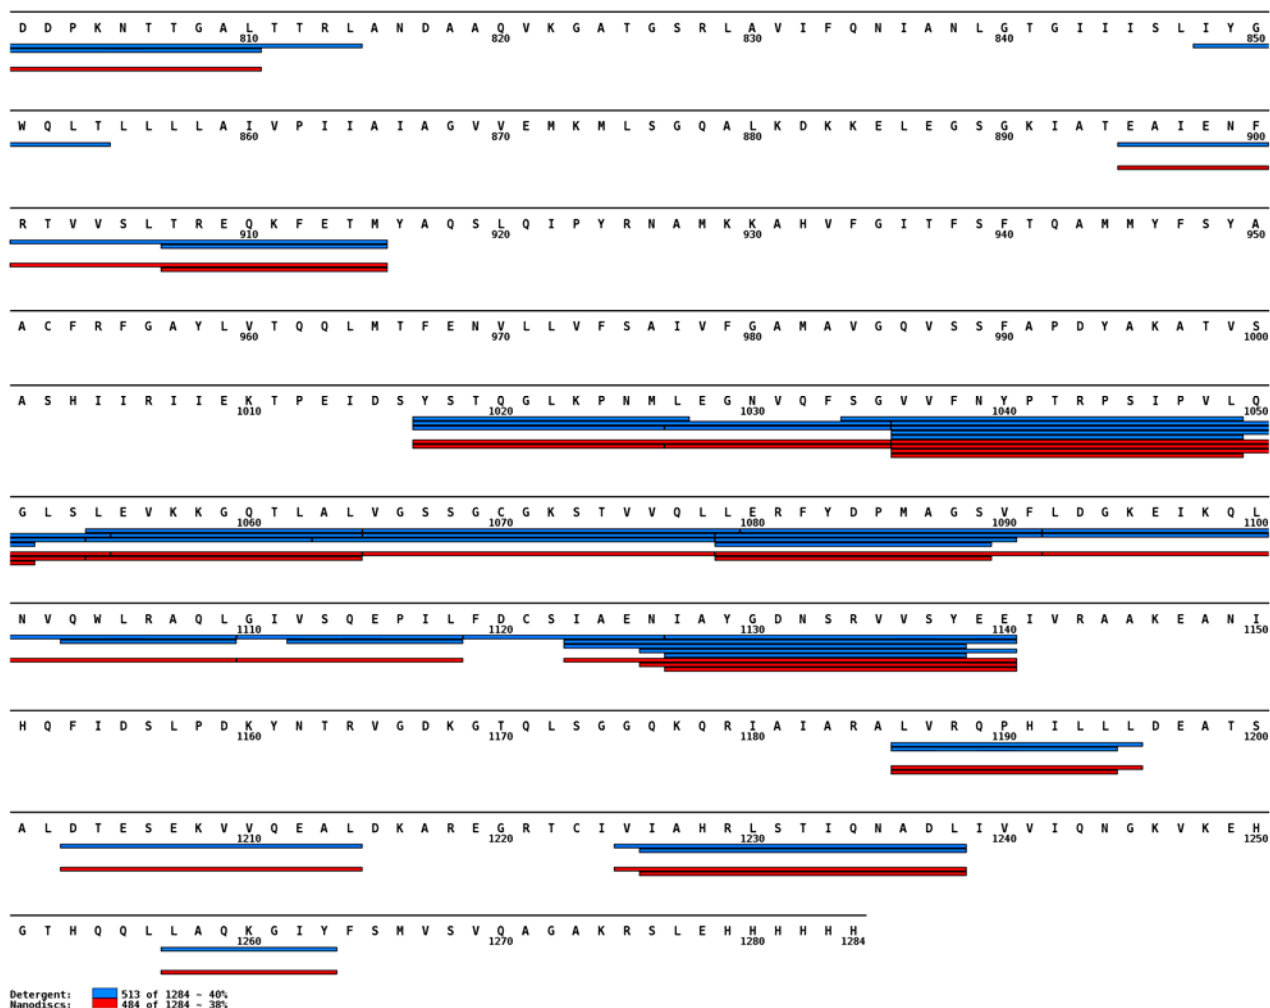 D D P K N T T G A L T T R L A N D A A Q V K G A T G S R L A V I F Q N I A N L G T G I I I S L I Y G
810 820 830 840 850
W Q L T L L L L A I V P I I A I A G V V E M K M L S G Q A L K D K K E L E G S G K I A T E A I E N F
860 870 880 890 900
R T V V S L T R E Q K F E T M Y A Q S L Q I P Y R N A M K K A H V F G I T F S F T Q A M M Y F S Y A
910 920 930 940 950
A C F R F G A Y L V T Q Q L M T F E N V L L V F S A I V F G A M A V G Q V S S F A P D Y A K A T V S
960 970 980 990 1000
A S H I I R I I E K T P E I D S Y S T Q G L K P N M L E G N V Q F S G V V F N Y P T R P S I P V L Q
1010 1020 1030 1040 1050
G L S L E V K K G Q T L A L V G S S G C G K S T V V Q L L E R F Y D P M A G S V F L D G K E I K Q L
1060 1070 1080 1090 1100
N V Q W L R A Q L G I V S Q E P I L F D C S I A E N I A Y G D N S R V V S Y E E I V R A A K E A N I
1110 1120 1130 1140 1150
H Q F I D S L P D K Y N T R V G D K G T Q L S G G Q K Q R I A I A R A L V R Q P H I L L L D E A T S
1160 1170 1180 1190 1200
A L D T E S E K V V Q E A L D K A R E G R T C I V I A H R L S T I Q N A D L I V V I Q N G K V K E H
1210 1220 1230 1240 1250
G T H Q Q L L A Q K G I Y F S M V S V Q A G A K R S L E H H H H H H
1260 1270 1280 1284
Detergent: 513 of 1284 ~ 40%
Nanodiscs: 484 of 1284 ~ 38%